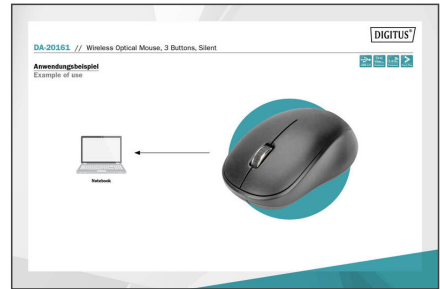 DIGITUS®
DA-20161 // Wireless Optical Mouse, 3 Buttons, Silent
Anwendungsbeispiel
Example of use
Notebook